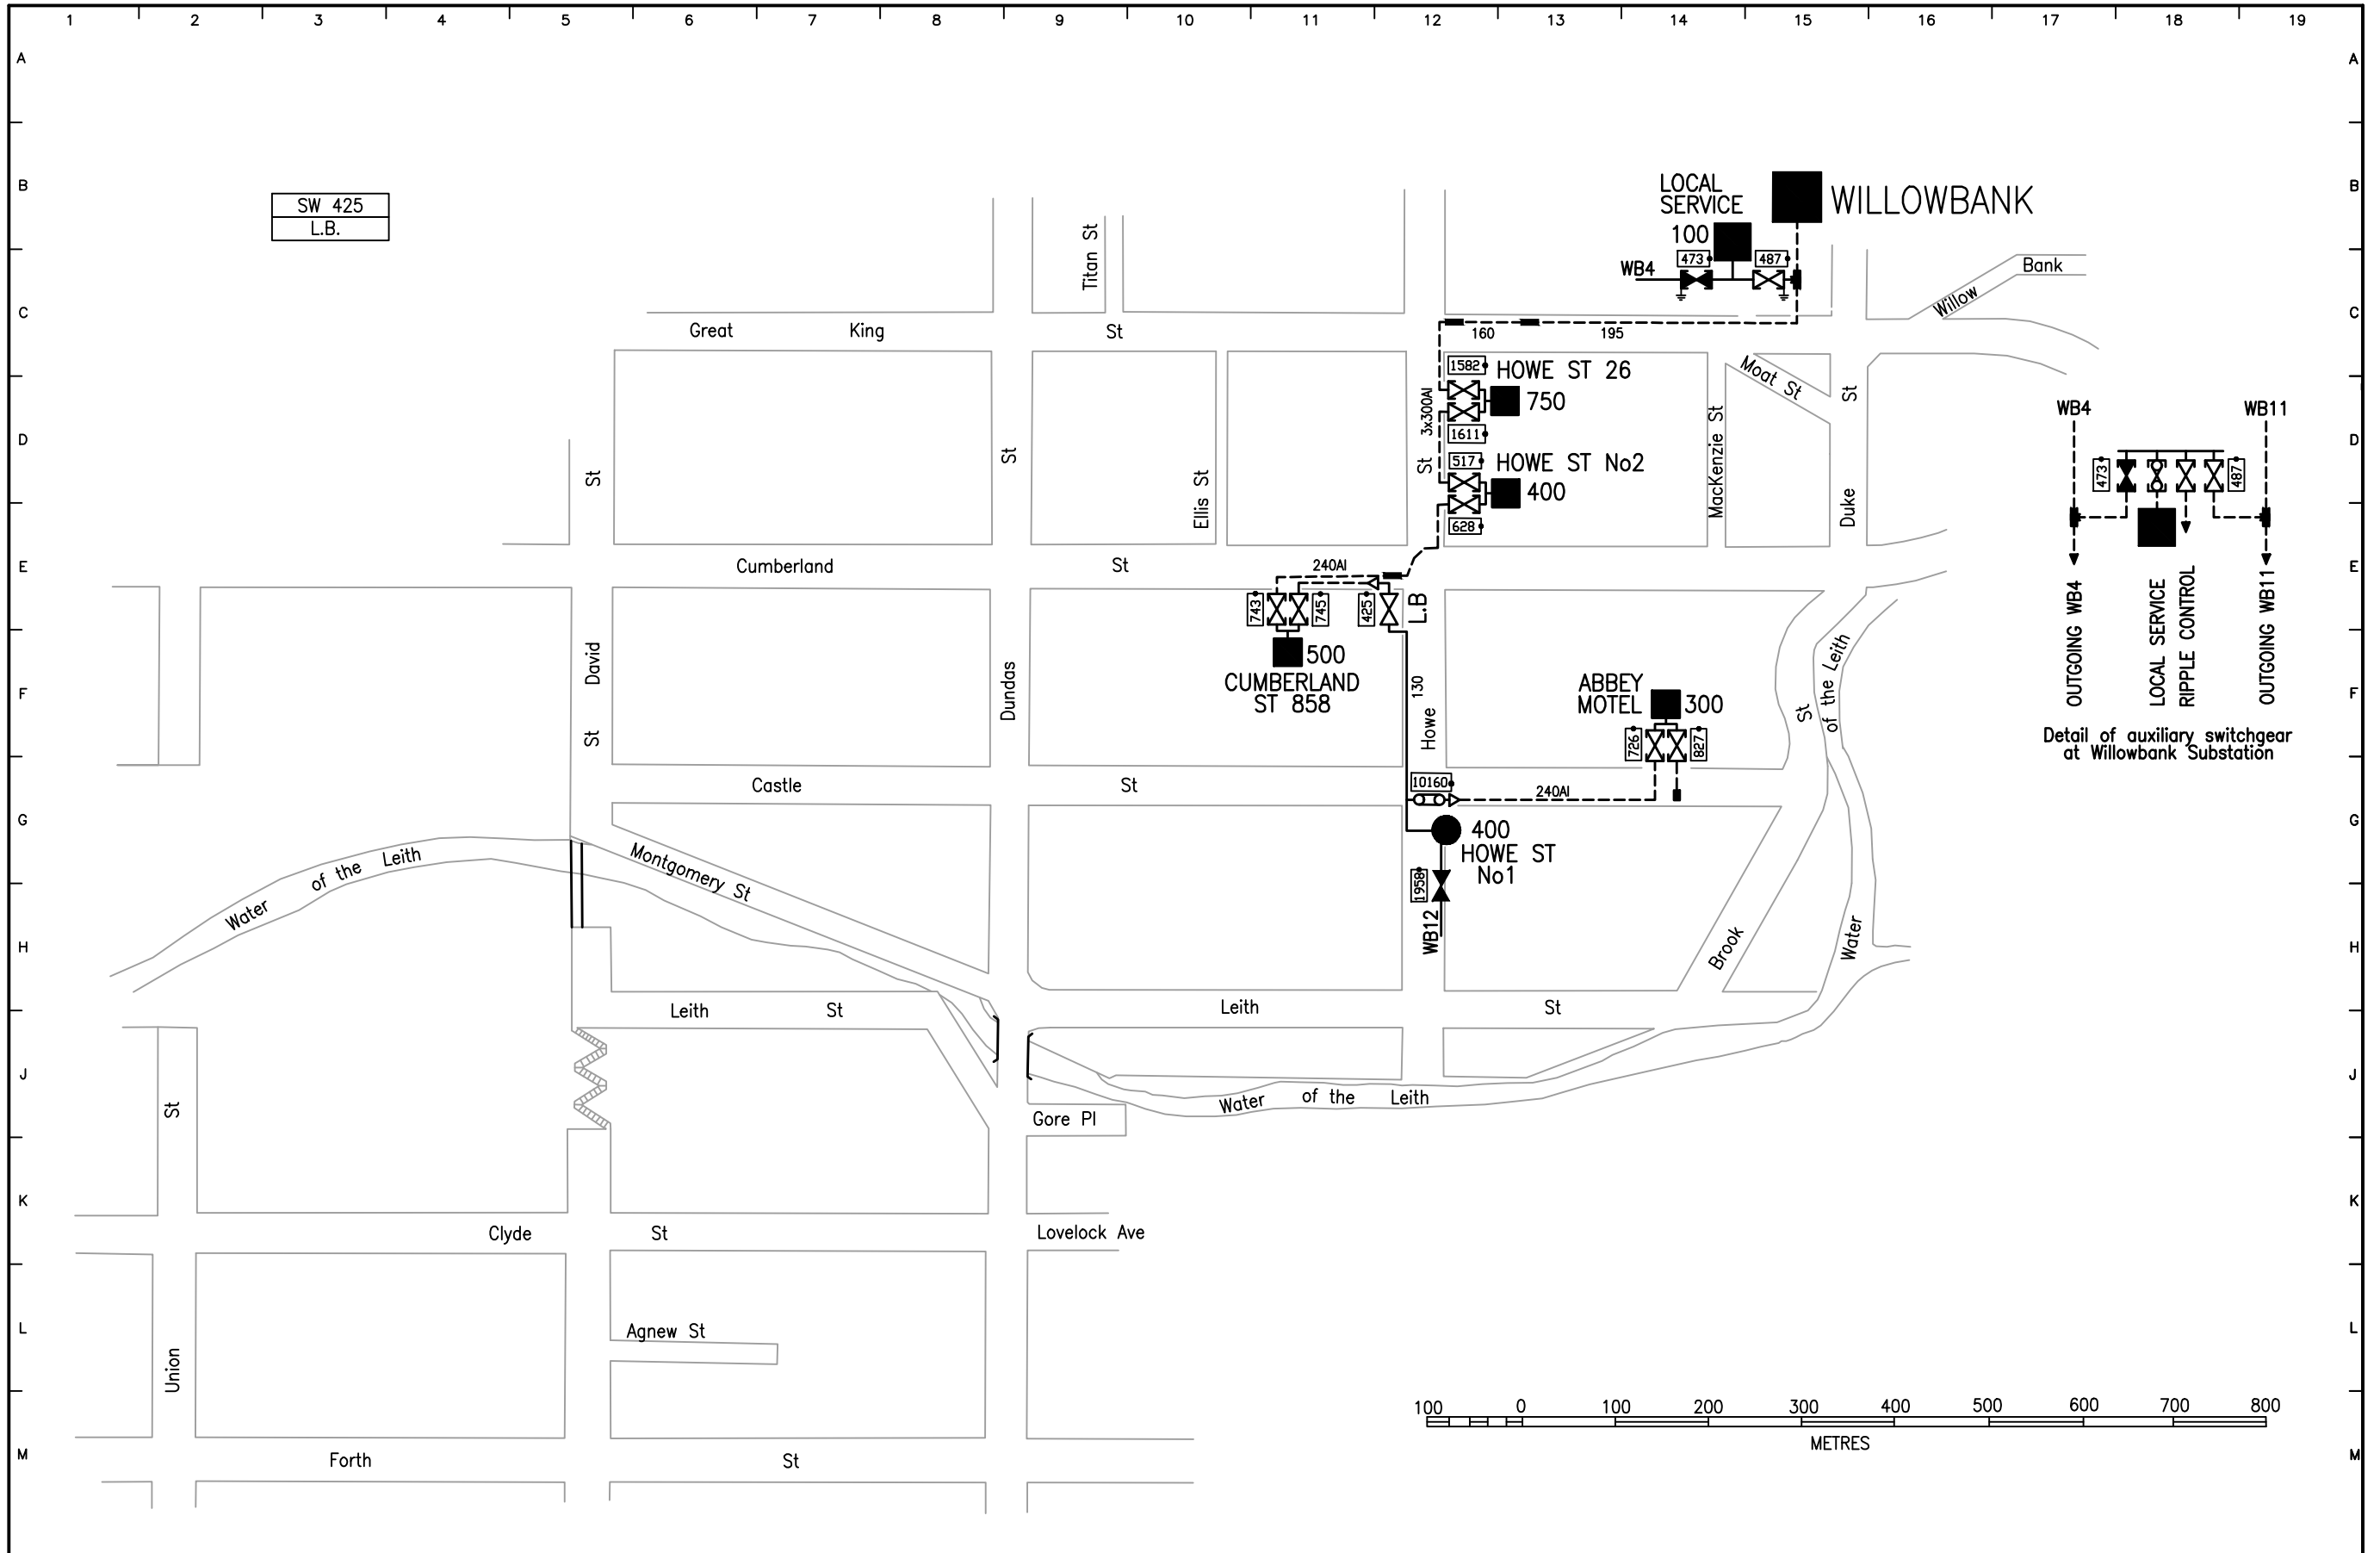 1 2 3 4 5 6 7 8 9 10 11 12 13 14 15 16 17 18 19
A A
B B
SW 425
L.B.
LOCAL
SERVICE
100
WILLOWBANK
WB4
473
487
Titan St
C C
Great King St
Willow Bank
160
195
1582
HOWE ST 26
750
3x300Al
1611
St
MacKenzie St
Moat St
St
Duke
D D
St
St
Ellis St
517
HOWE ST No2
400
628
WB4
WB11
473
487
OUTGOING WB4
LOCAL SERVICE
RIPPLE CONTROL
OUTGOING WB11
Detail of auxiliary switchgear
at Willowbank Substation
E E
Cumberland St
240Al
743
745
425
L.B
500
CUMBERLAND
ST 858
David
St
Dundas
F F
130
Howe
ABBEY
MOTEL
300
726
827
St
of the Leith
Castle St
10160
240Al
G G
400
HOWE ST
No1
1958
WB12
Water of the Leith
Montgomery St
H H
Brook
Water
Leith St
Leith St
J J
St
Gore Pl
Water of the Leith
K K
Clyde St
Lovelock Ave
L L
Agnew St
Union
100 0 100 200 300 400 500 600 700 800
METRES
M M
Forth St